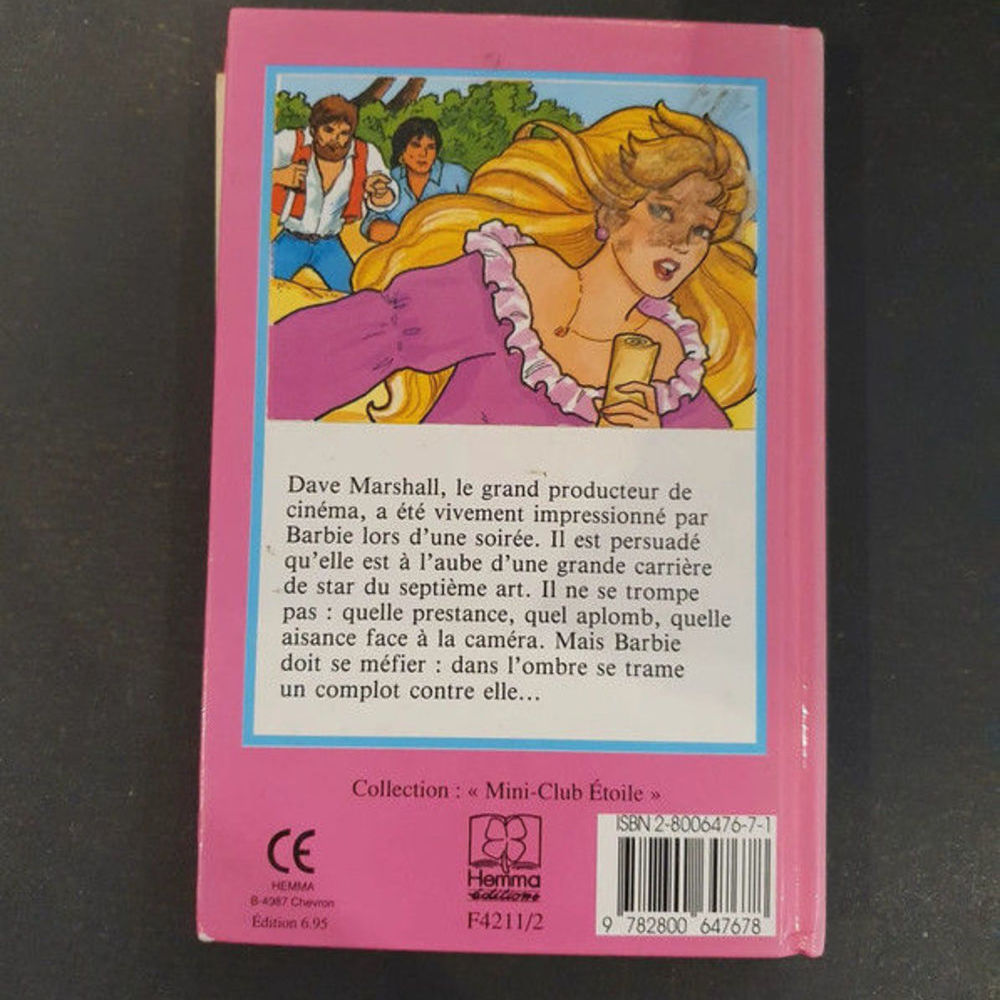 Dave Marshall, le grand producteur de
cinéma, a été vivement impressionné par
Barbie lors d'une soirée. Il est persuadé
qu'elle est à l'aube d'une grande carrière
de star du septième art. Il ne se trompe
pas : quelle prestance, quel aplomb, quelle
aisance face à la caméra. Mais Barbie
doit se méfier : dans l'ombre se trame
un complot contre elle...
Collection : « Mini-Club Étoile »
CE
HEMMA
B-4987 Chevron
Édition 6.95
Hemma
éditions
F4211/2
ISBN 2-8006476-7-1
9 782800 647678